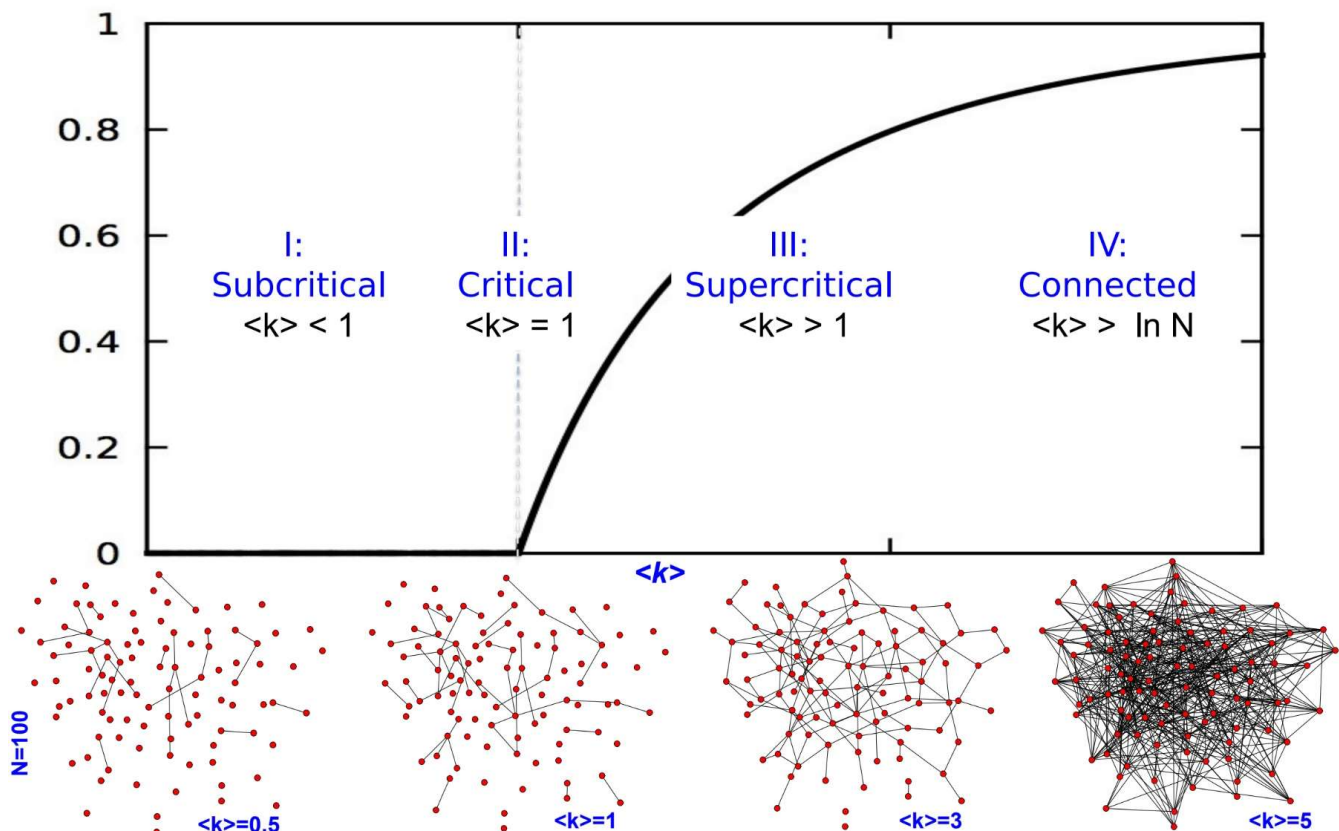 1
0.8
0.6
0.4
0.2
0
I:
Subcritical
<k> < 1
II:
Critical
<k> = 1
III:
Supercritical
<k> > 1
IV:
Connected
<k> > ln N
<k>
N=100
<k>=0.5
<k>=1
<k>=3
<k>=5